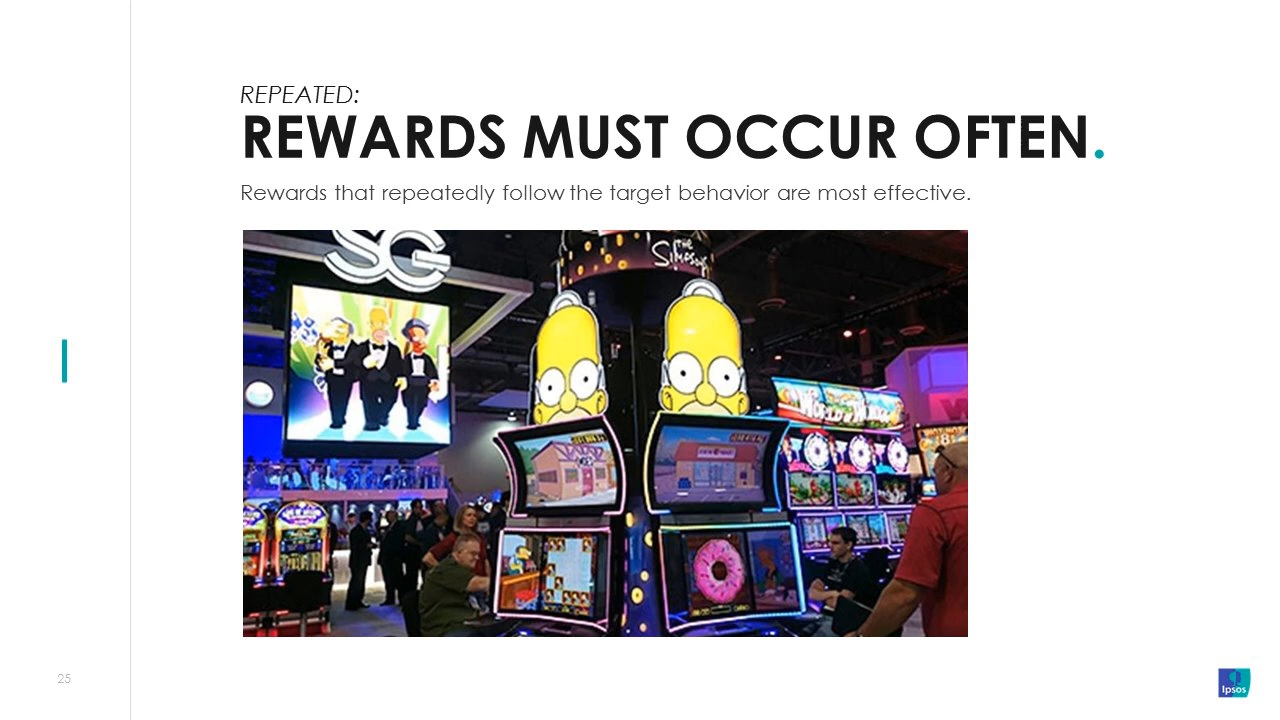 REPEATED:
REWARDS MUST OCCUR OFTEN.
Rewards that repeatedly follow the target behavior are most effective.
SG
THE
SIMPSONS
25
Ipsos